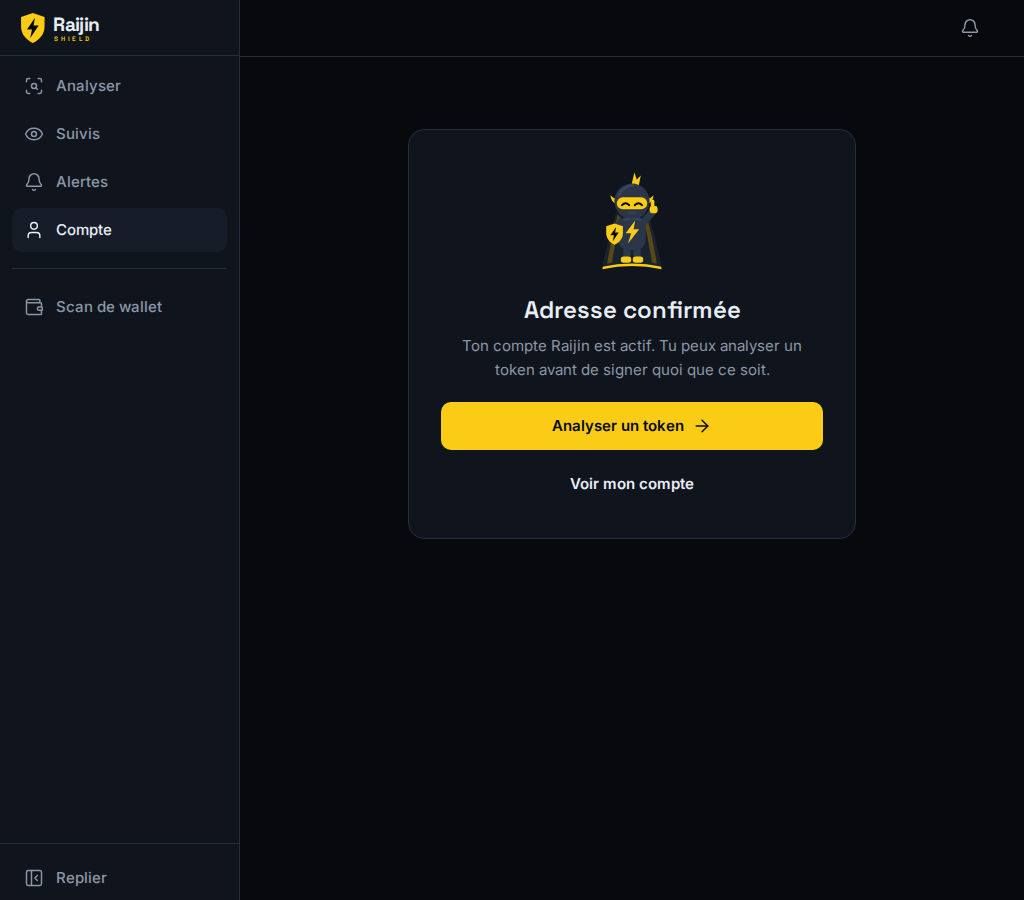 Raijin
SHIELD
Analyser
Suivis
Alertes
Compte
Scan de wallet
Adresse confirmée
Ton compte Raijin est actif. Tu peux analyser un
token avant de signer quoi que ce soit.
Analyser un token
Voir mon compte
Replier